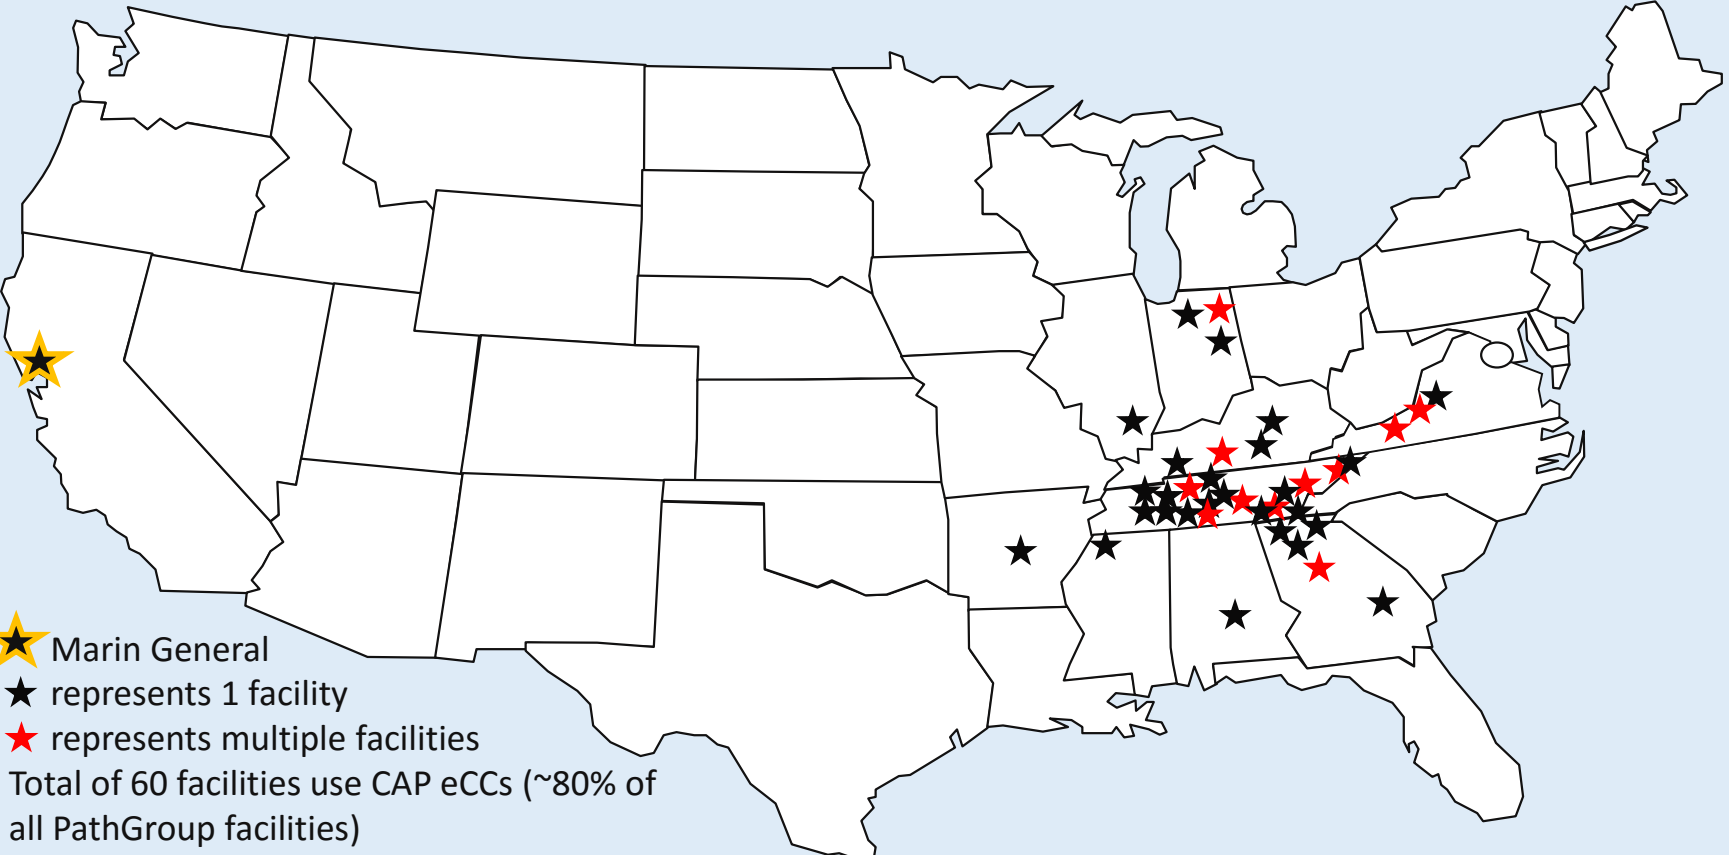 Marin General
represents 1 facility
represents multiple facilities
Total of 60 facilities use CAP eCCs (~80% of
all PathGroup facilities)